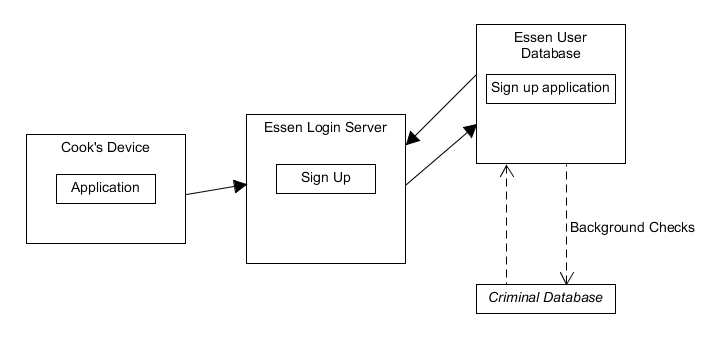 Essen User
Database
Sign up application
Essen Login Server
Sign Up
Cook's Device
Application
Background Checks
Criminal Database